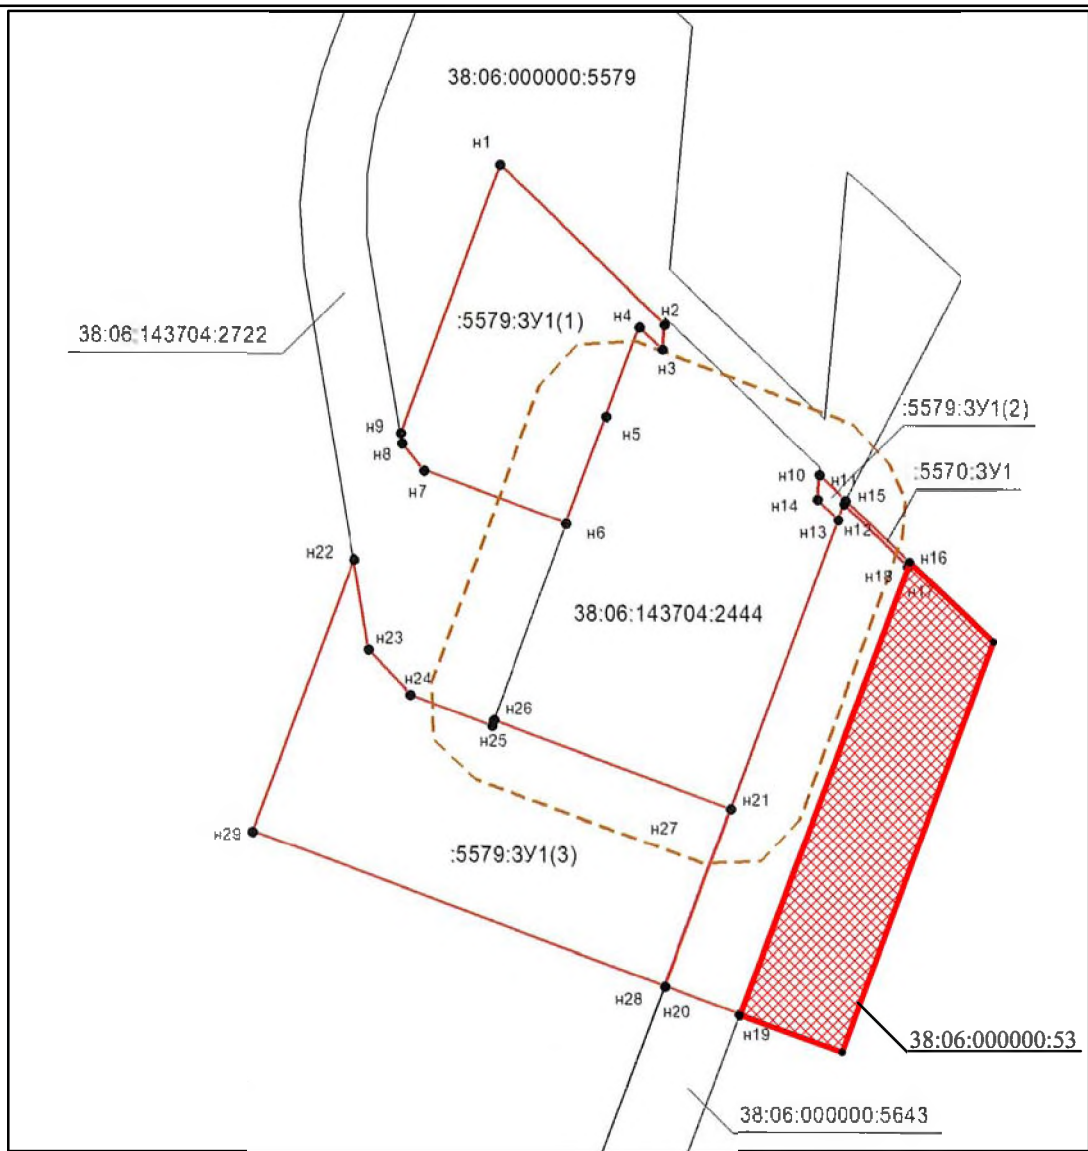 38:06:000000:5579
н1
н2
:5579:ЗУ1(1)
н4
38:06:143704:2722
н3
:5579:ЗУ1(2)
н5
н9
н8
:5570:ЗУ1
н10
н11
н15
н7
н14
н13
н12
н6
н22
н16
н18
н17
38:06:143704:2444
н23
н24
н26
н25
н21
н27
н29
:5579:ЗУ1(3)
н28
н20
н19
38:06:000000:53
38:06:000000:5643